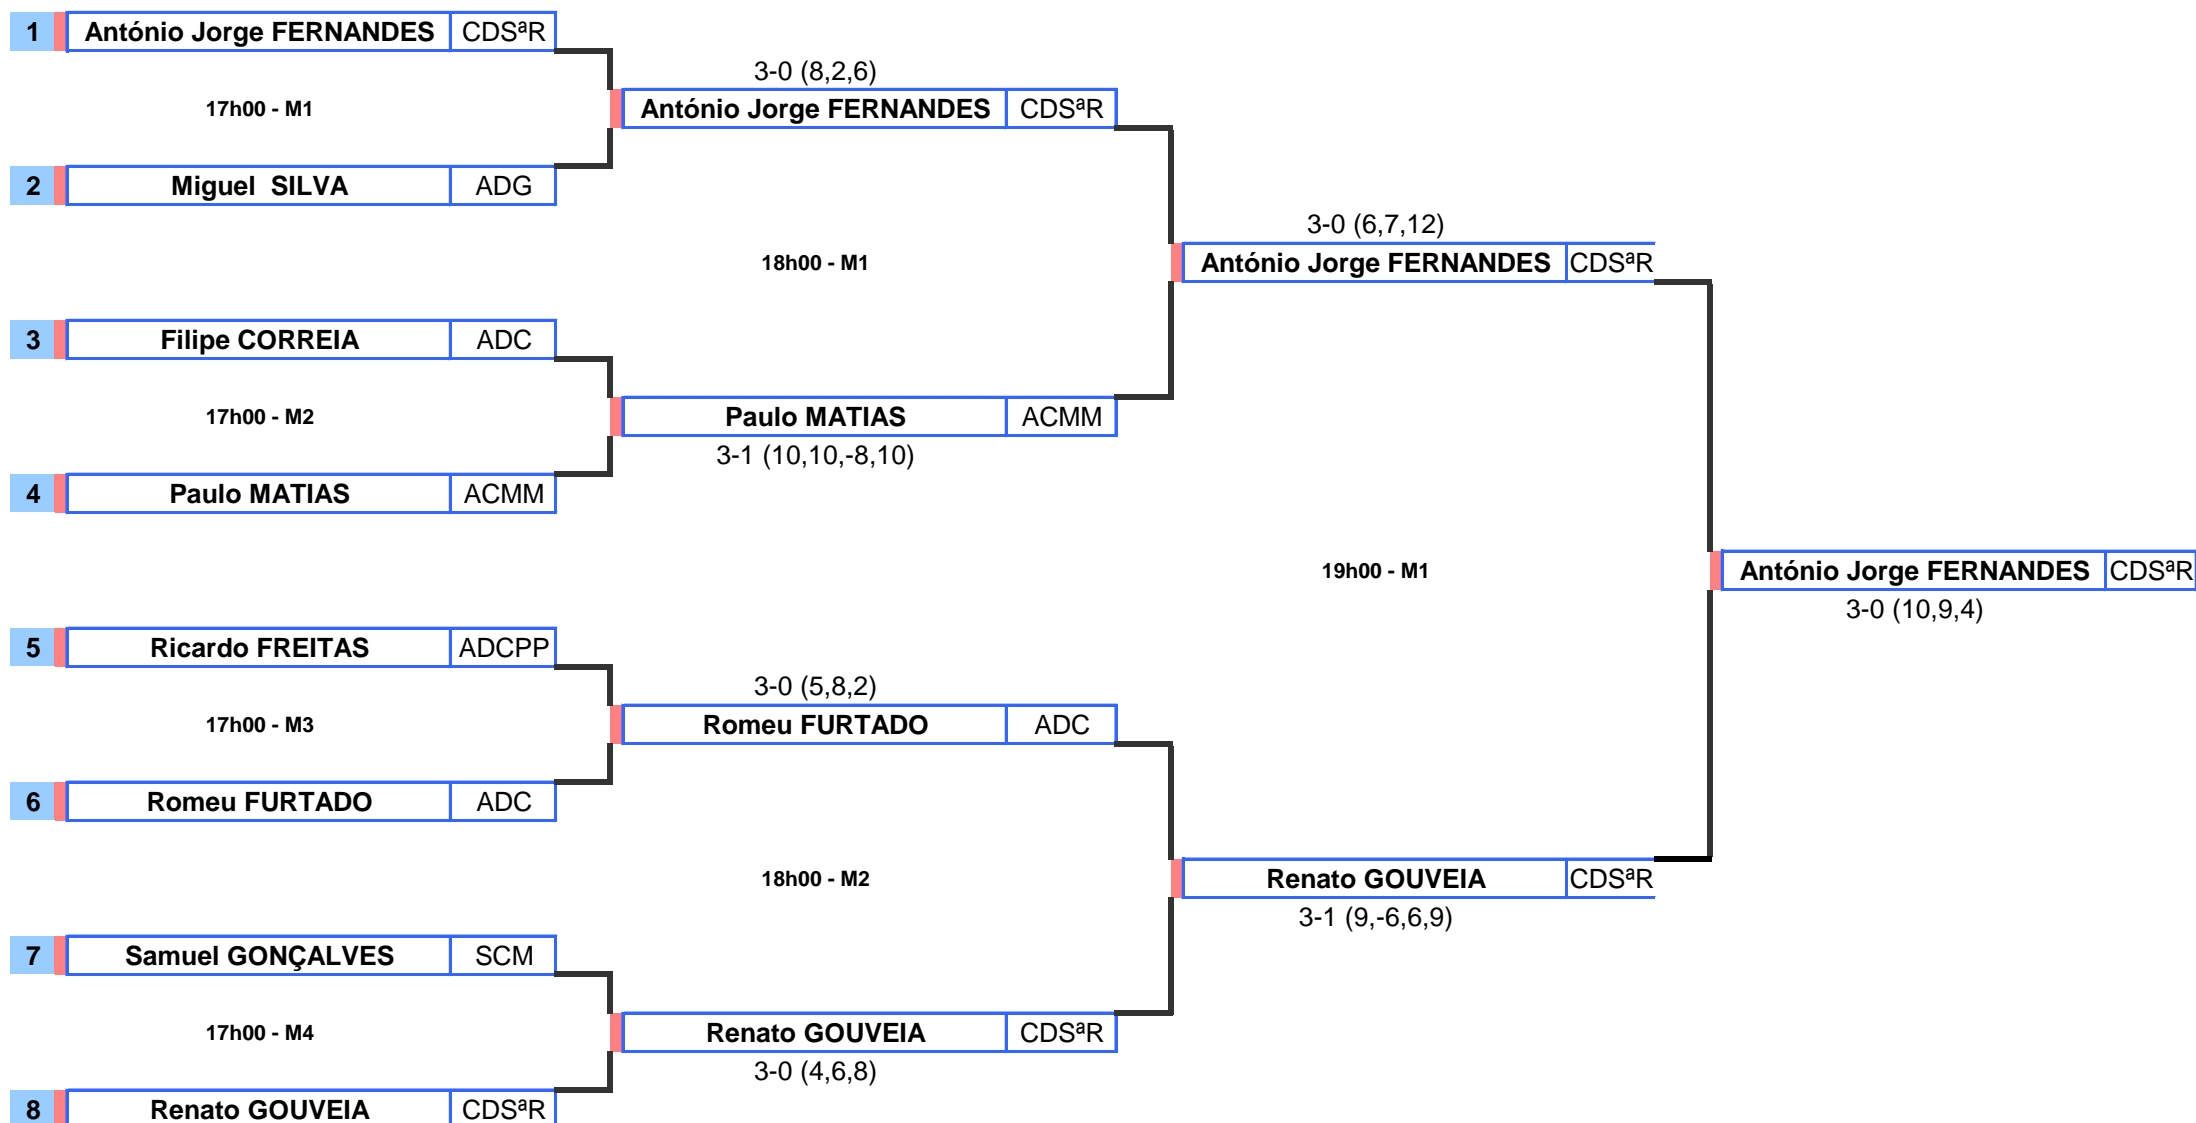 1 António Jorge FERNANDES CDSªR
3-0 (8,2,6)
17h00 - M1
António Jorge FERNANDES CDSªR
2 Miguel SILVA ADG
3-0 (6,7,12)
18h00 - M1
António Jorge FERNANDES CDSªR
3 Filipe CORREIA ADC
17h00 - M2
Paulo MATIAS ACMM
3-1 (10,10,-8,10)
4 Paulo MATIAS ACMM
19h00 - M1
António Jorge FERNANDES CDSªR
3-0 (10,9,4)
5 Ricardo FREITAS ADCPP
3-0 (5,8,2)
17h00 - M3
Romeu FURTADO ADC
6 Romeu FURTADO ADC
18h00 - M2
Renato GOUVEIA CDSªR
3-1 (9,-6,6,9)
7 Samuel GONÇALVES SCM
17h00 - M4
Renato GOUVEIA CDSªR
3-0 (4,6,8)
8 Renato GOUVEIA CDSªR